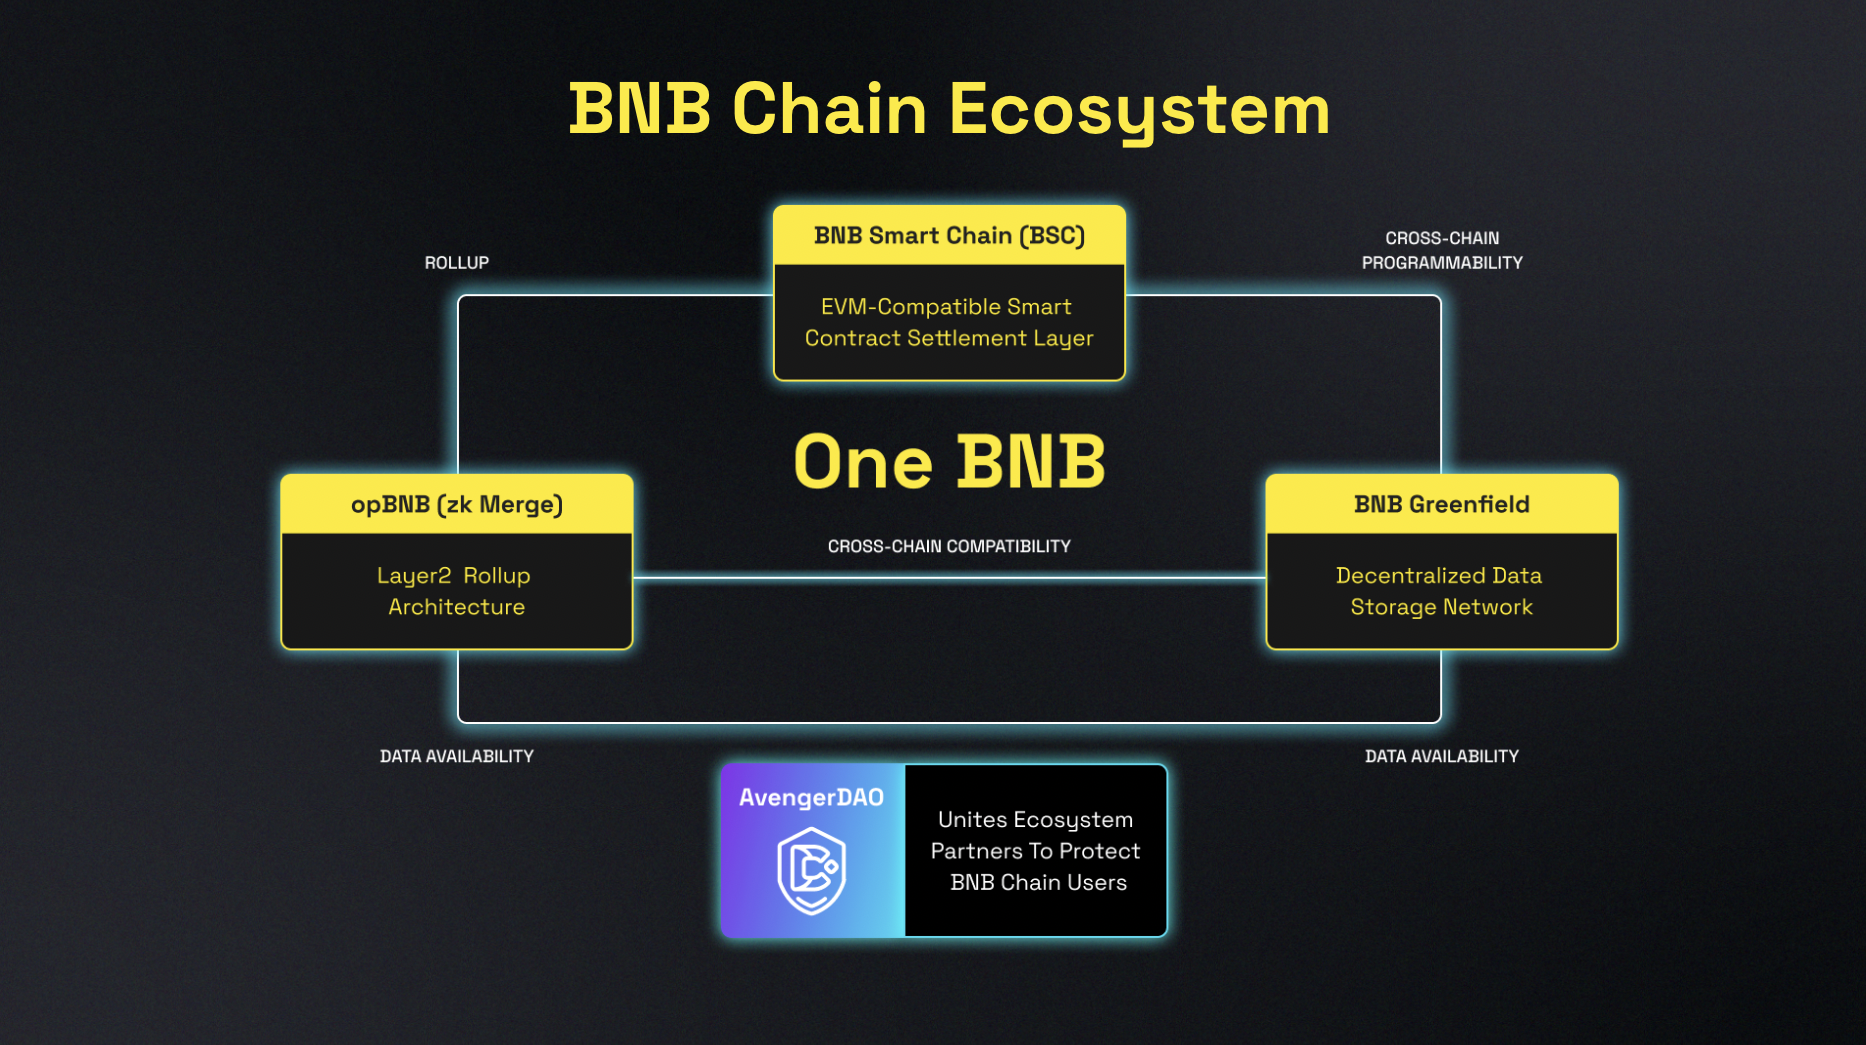 BNB Chain Ecosystem
BNB Smart Chain (BSC)
EVM-Compatible Smart
Contract Settlement Layer
ROLLUP
CROSS-CHAIN
PROGRAMMABILITY
One BNB
opBNB (zk Merge)
Layer2 Rollup
Architecture
CROSS-CHAIN COMPATIBILITY
BNB Greenfield
Decentralized Data
Storage Network
DATA AVAILABILITY
DATA AVAILABILITY
AvengerDAO
Unites Ecosystem
Partners To Protect
BNB Chain Users